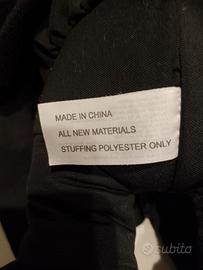 MADE IN CHINA
ALL NEW MATERIALS
STUFFING POLYESTER ONLY
subito